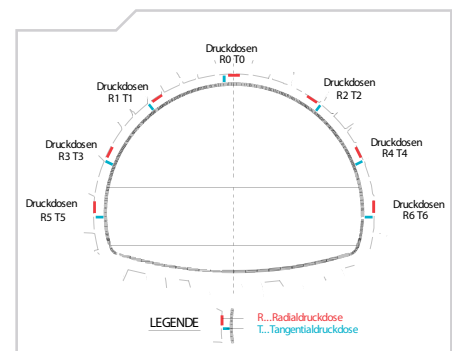 Druckdosen
R0 T0
Druckdosen
R1 T1
Druckdosen
R2 T2
Druckdosen
R3 T3
Druckdosen
R4 T4
Druckdosen
R5 T5
Druckdosen
R6 T6
LEGENDE
R...Radialdruckdose
T...Tangentialdruckdose